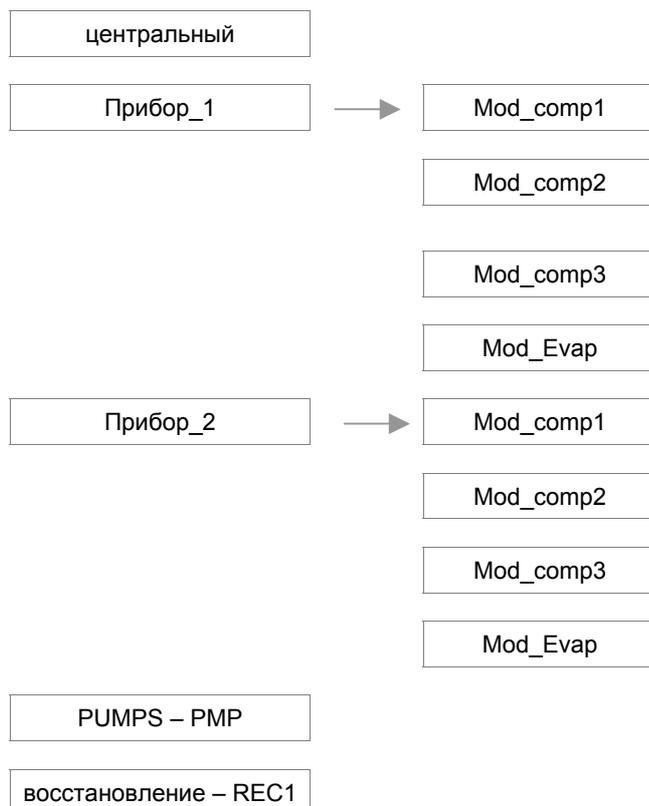 центральный
Прибор_1
Mod_comp1
Mod_comp2
Mod_comp3
Mod_Evap
Прибор_2
Mod_comp1
Mod_comp2
Mod_comp3
Mod_Evap
PUMPS – PMP
восстановление – REC1